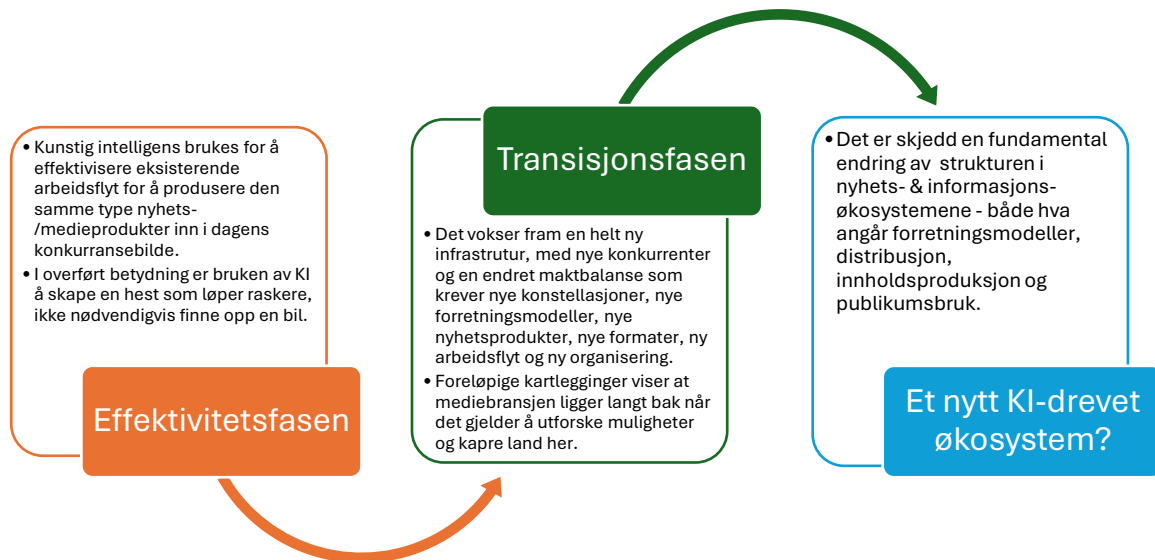 • Kunstig intelligens brukes for å
effektivisere eksisterende
arbeidsflyt for å produsere den
samme type nyhets-
/medieprodukter inn i dagens
konkurransebilde.
• I overført betydning er bruken av KI
å skape en hest som løper raskere,
ikke nødvendigvis finne opp en bil.
Effektivitetsfasen
Transisjonsfasen
• Det vokser fram en helt ny
infrastrutur, med nye konkurrenter
og en endret maktbalanse som
krever nye konstellasjoner, nye
forretningsmodeller, nye
nyhetsprodukter, nye formater, ny
arbeidsflyt og ny organisering.
• Foreløpige kartlegginger viser at
mediebransjen ligger langt bak når
det gjelder å utforske muligheter
og kapre land her.
• Det er skjedd en fundamental
endring av  strukturen i
nyhets- & informasjons-
økosystemene - både hva
angår forretningsmodeller,
distribusjon,
innholdsproduksjon og
publikumsbruk.
Et nytt KI-drevet
økosystem?